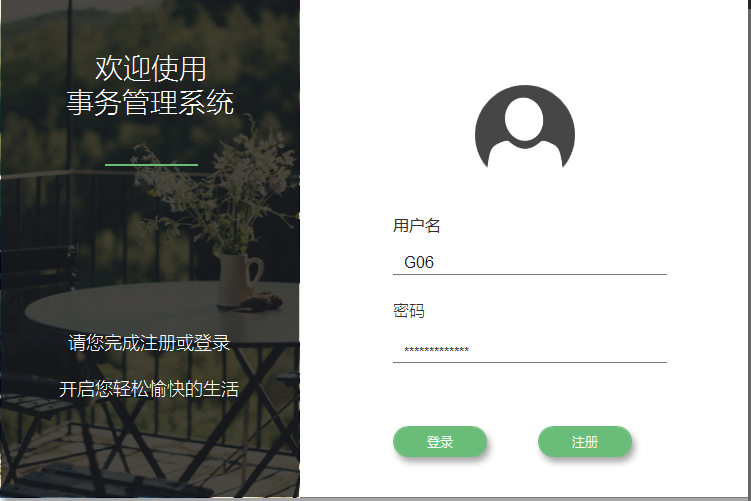 欢迎使用
事务管理系统
请您完成注册或登录
开启您轻松愉快的生活
用户名
G06
密码
*************
登录
注册